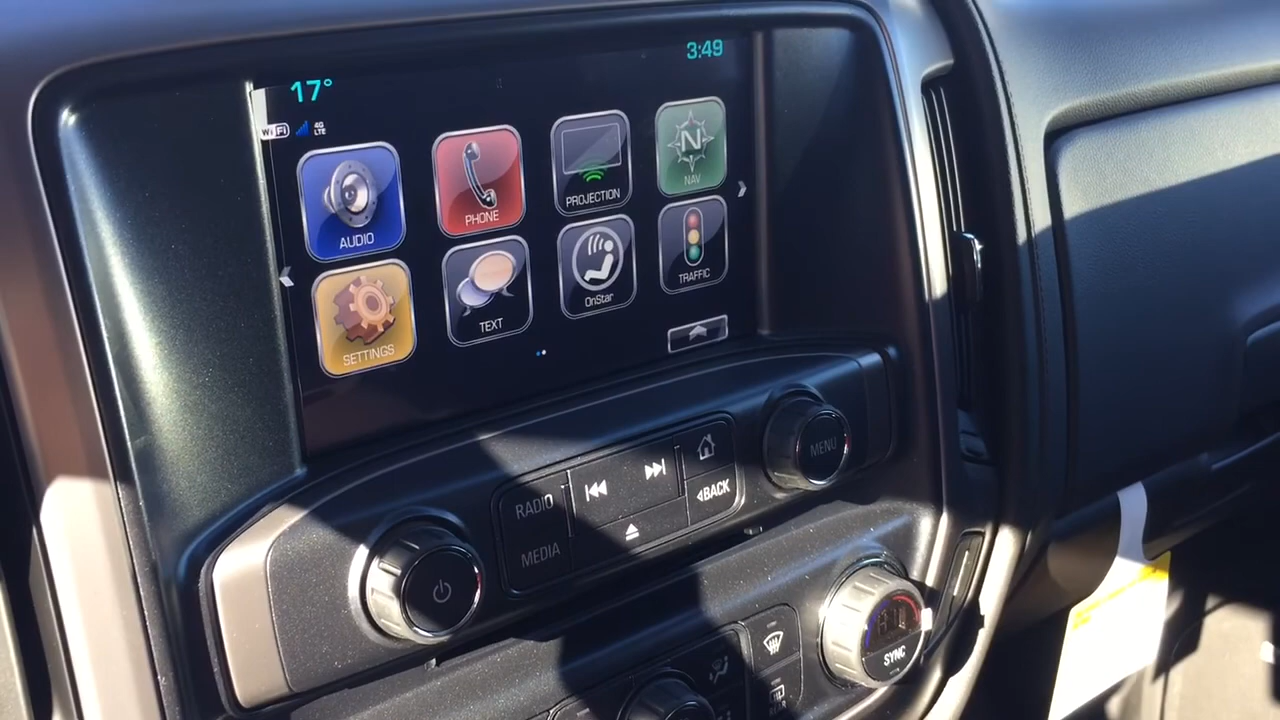 17°
3:49
WiFi
4G
LTE
AUDIO
PHONE
PROJECTION
N
NAV
SETTINGS
TEXT
OnStar
TRAFFIC
RADIO
MEDIA
BACK
MENU
SYNC